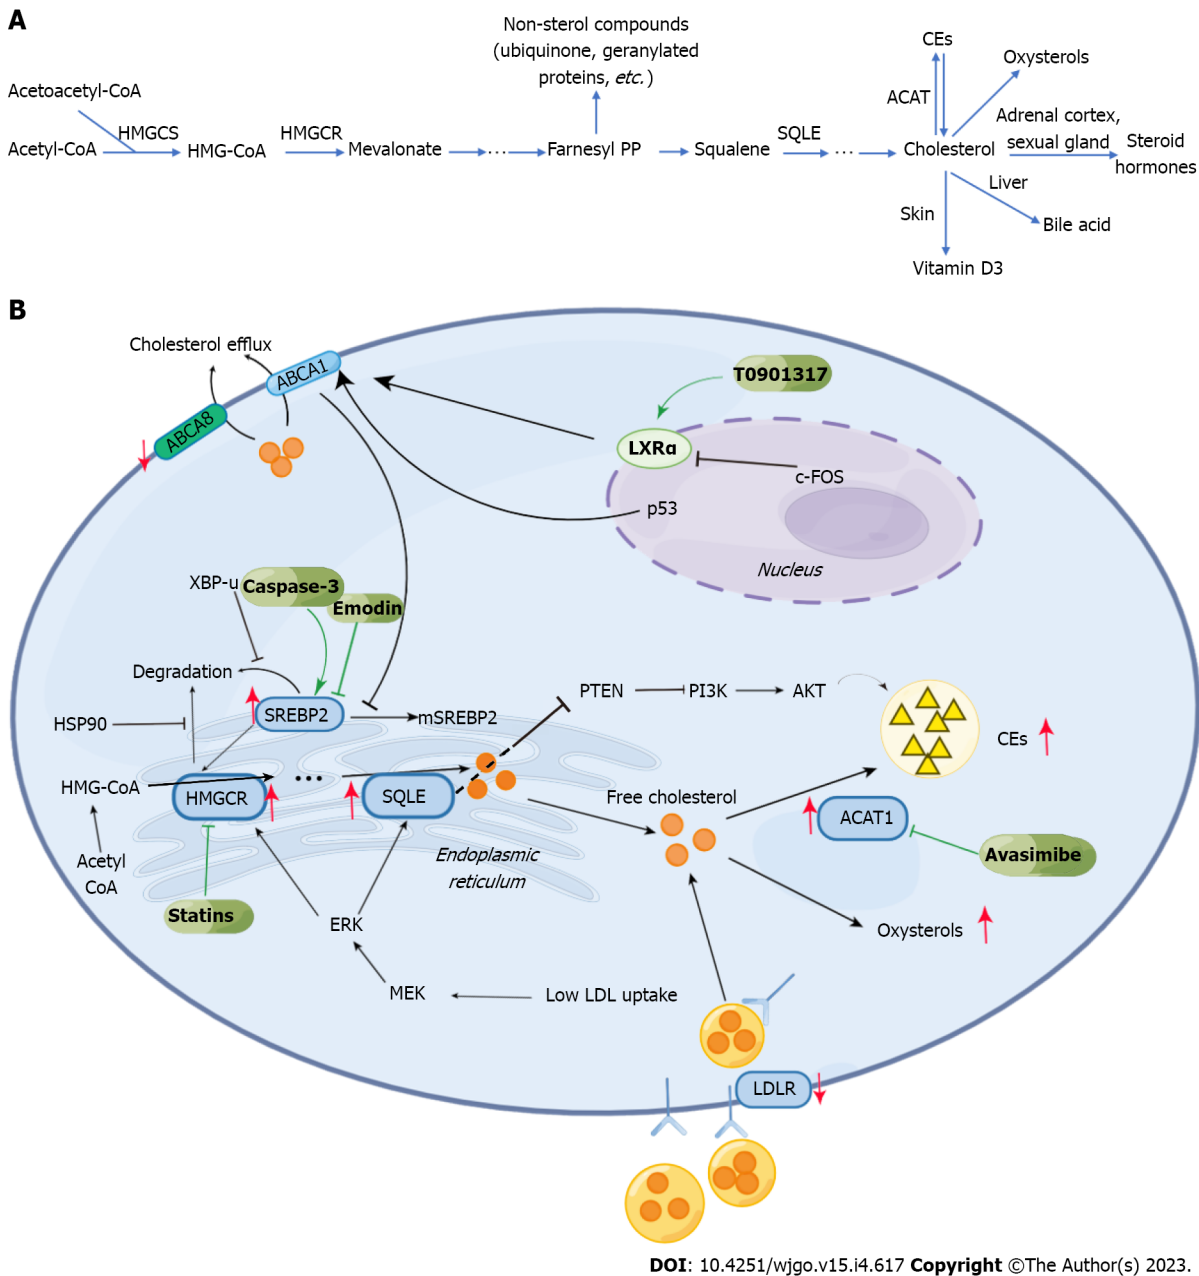 A
Non-sterol compounds
(ubiquinone, geranylated
proteins, etc.)
CEs
Oxysterols
Acetoacetyl-CoA
ACAT
Adrenal cortex,
sexual gland
HMGCS
HMGCR
SQLE
Acetyl-CoA
HMG-CoA
Mevalonate
...
Farnesyl PP
Squalene
...
Cholesterol
Steroid
hormones
Liver
Skin
Bile acid
Vitamin D3
B
Cholesterol efflux
ABCA1
ABCA8
T0901317
LXRα
c-FOS
p53
Nucleus
XBP-u
Caspase-3
Emodin
Degradation
HSP90
SREBP2
mSREBP2
PTEN
PI3K
AKT
CEs
HMG-CoA
HMGCR
...
SQLE
Free cholesterol
ACAT1
Avasimibe
Acetyl
CoA
Endoplasmic
reticulum
Statins
ERK
Oxysterols
MEK
Low LDL uptake
LDLR
DOI: 10.4251/wjgo.v15.i4.617 Copyright ©The Author(s) 2023.